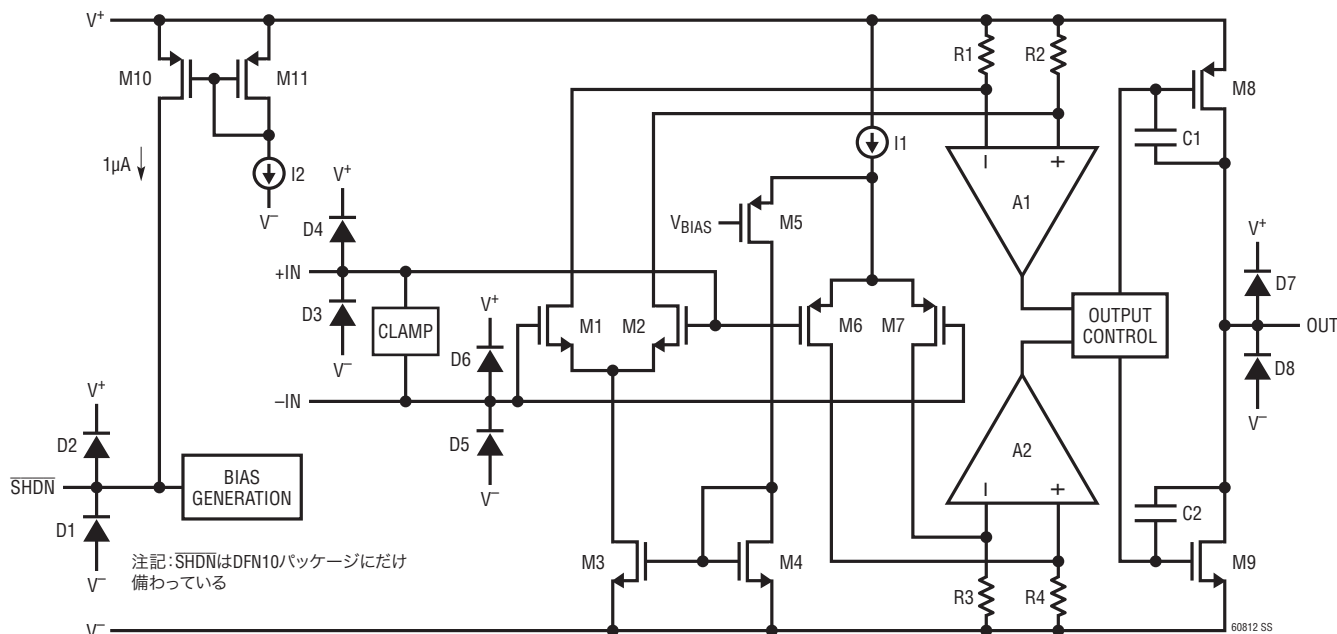 V+
R1
R2
M10
M11
M8
C1
I1
1µA
I2
V+
V−
− +
A1
D4
VBIAS
M5
V+
+IN
D7
D3
CLAMP
V+
M1
M2
M6
M7
OUTPUT
CONTROL
OUT
D6
V−
D8
V+
−IN
V−
D2
D5
A2
SHDN
BIAS
GENERATION
V−
− +
D1
C2
注記:SHDNはDFN10パッケージにだけ
備わっている
M3
M4
M9
V−
R3
R4
V−
60812 SS